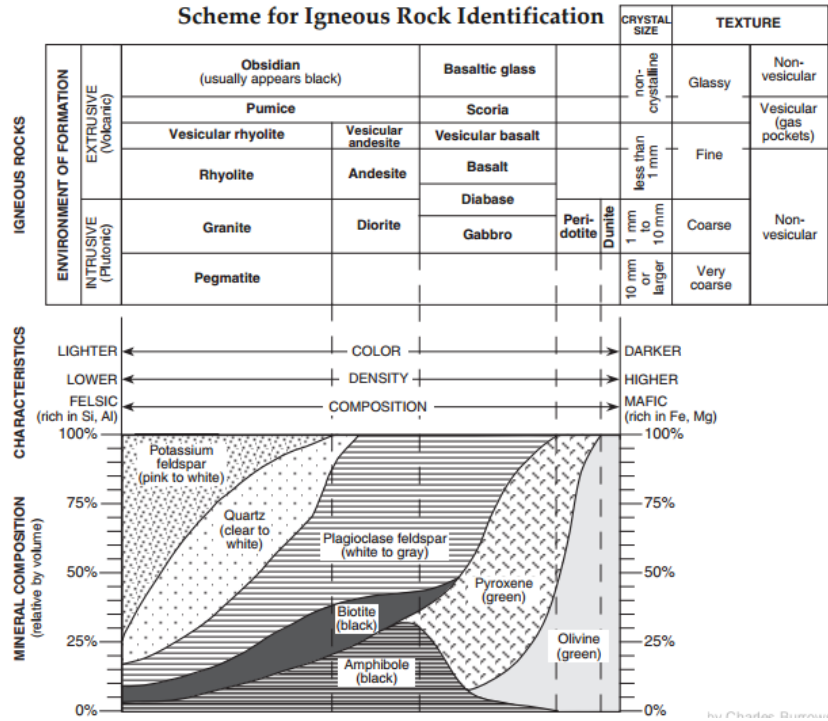 Scheme for Igneous Rock Identification
CRYSTAL
SIZE
TEXTURE
IGNEOUS ROCKS
ENVIRONMENT OF FORMATION
EXTRUSIVE
(Volcanic)
INTRUSIVE
(Plutonic)
Obsidian
(usually appears black)
Basaltic glass
Pumice
Scoria
Vesicular rhyolite
Vesicular
andesite
Vesicular basalt
Rhyolite
Andesite
Basalt
Diabase
Granite
Diorite
Gabbro
Peri-
dotite
Dunite
Pegmatite
non-
crystalline
Glassy
Non-
vesicular
Vesicular
(gas
pockets)
less than
1 mm
Fine
1 mm
to
10 mm
Coarse
Non-
vesicular
10 mm
or
larger
Very
coarse
CHARACTERISTICS
LIGHTER
COLOR
DARKER
LOWER
DENSITY
HIGHER
FELSIC
(rich in Si, Al)
COMPOSITION
MAFIC
(rich in Fe, Mg)
MINERAL COMPOSITION
(relative by volume)
100%
75%
50%
25%
0%
Potassium
feldspar
(pink to white)
Quartz
(clear to
white)
Plagioclase feldspar
(white to gray)
Biotite
(black)
Amphibole
(black)
Pyroxene
(green)
Olivine
(green)
100%
75%
50%
25%
0%
by Charles Burrows